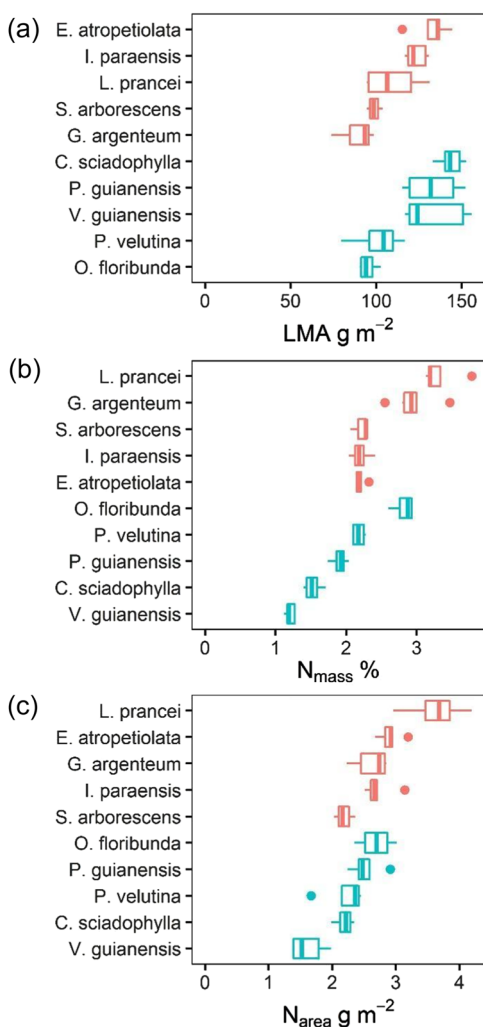 (a)
E. atropetiolata
I. paraensis
L. prancei
S. arborescens
G. argenteum
C. sciadophylla
P. guianensis
V. guianensis
P. velutina
O. floribunda
0 50 100 150
LMA g m⁻²
(b)
L. prancei
G. argenteum
S. arborescens
I. paraensis
E. atropetiolata
O. floribunda
P. velutina
P. guianensis
C. sciadophylla
V. guianensis
0 1 2 3
Nmass %
(c)
L. prancei
E. atropetiolata
G. argenteum
I. paraensis
S. arborescens
O. floribunda
P. guianensis
P. velutina
C. sciadophylla
V. guianensis
0 1 2 3 4
Narea g m⁻²